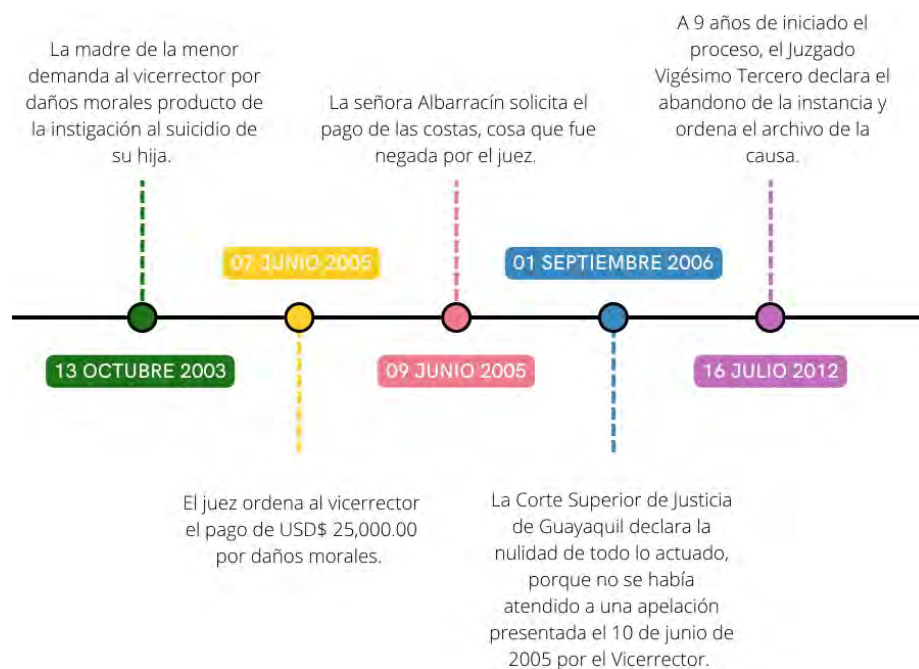 La madre de la menor
demanda al vicerrector por
daños morales producto de
la instigación al suicidio de
su hija.
13 OCTUBRE 2003
07 JUNIO 2005
El juez ordena al vicerrector
el pago de USD$ 25,000.00
por daños morales.
La señora Albarracín solicita el
pago de las costas, cosa que fue
negada por el juez.
09 JUNIO 2005
01 SEPTIEMBRE 2006
La Corte Superior de Justicia
de Guayaquil declara la
nulidad de todo lo actuado,
porque no se había
atendido a una apelación
presentada el 10 de junio de
2005 por el Vicerrector.
A 9 años de iniciado el
proceso, el Juzgado
Vigésimo Tercero declara el
abandono de la instancia y
ordena el archivo de la
causa.
16 JULIO 2012